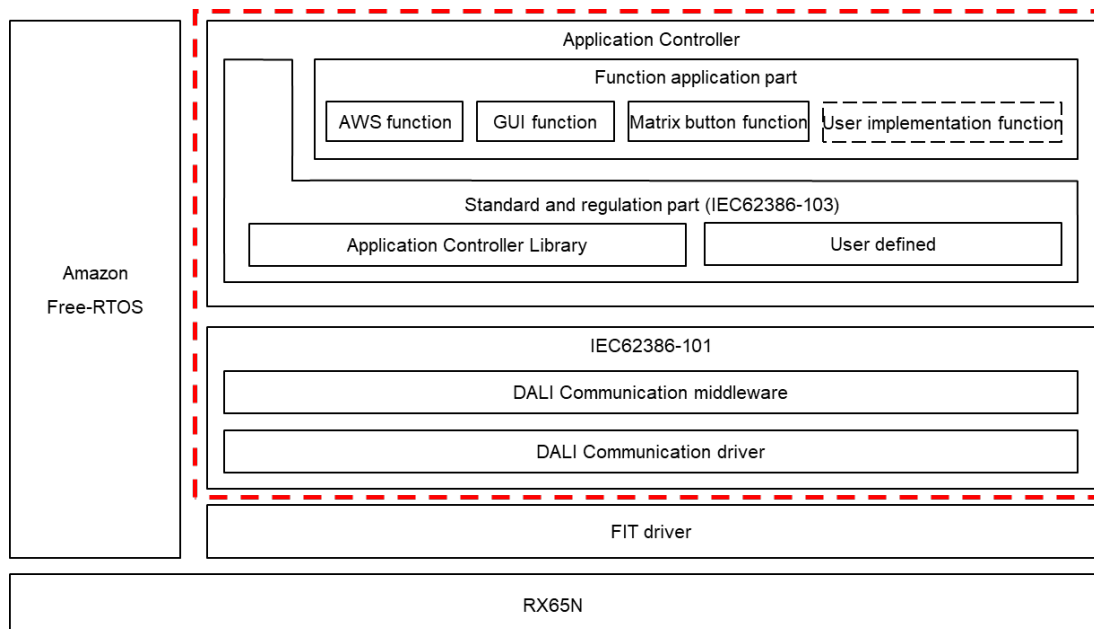 Application Controller
Function application part
AWS function
GUI function
Matrix button function
User implementation function
Standard and regulation part (IEC62386-103)
Application Controller Library
User defined
Amazon
Free-RTOS
IEC62386-101
DALI Communication middleware
DALI Communication driver
FIT driver
RX65N